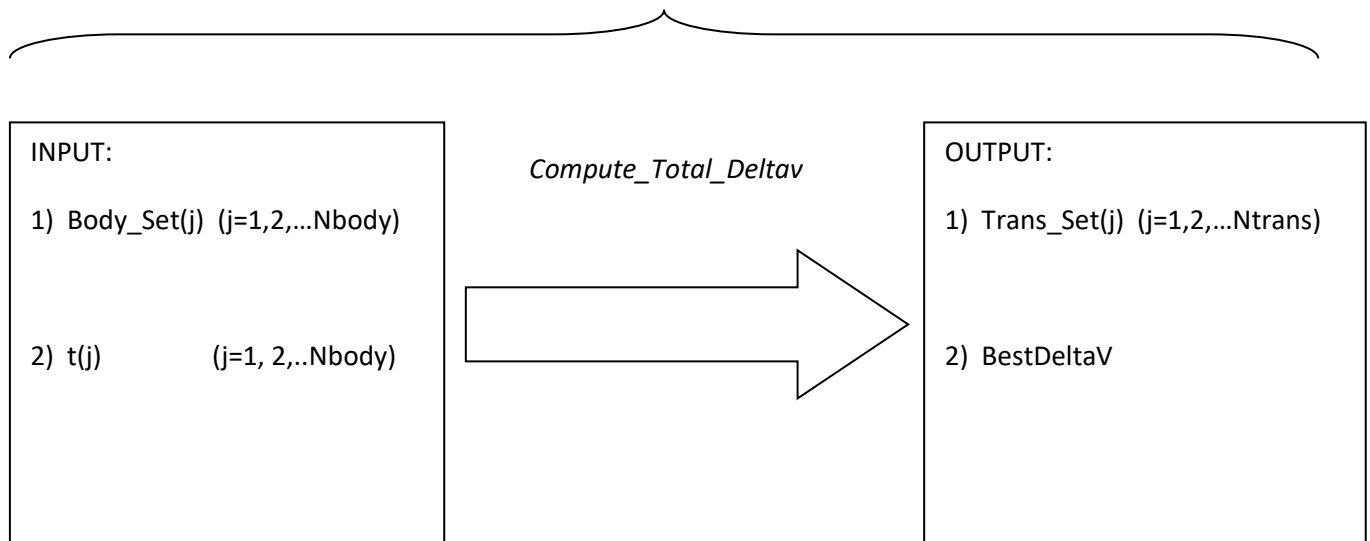 INPUT:
1) Body_Set(j) (j=1,2,…Nbody)
2) t(j) (j=1, 2,..Nbody)
Compute_Total_Deltav
OUTPUT:
1) Trans_Set(j) (j=1,2,…Ntrans)
2) BestDeltaV